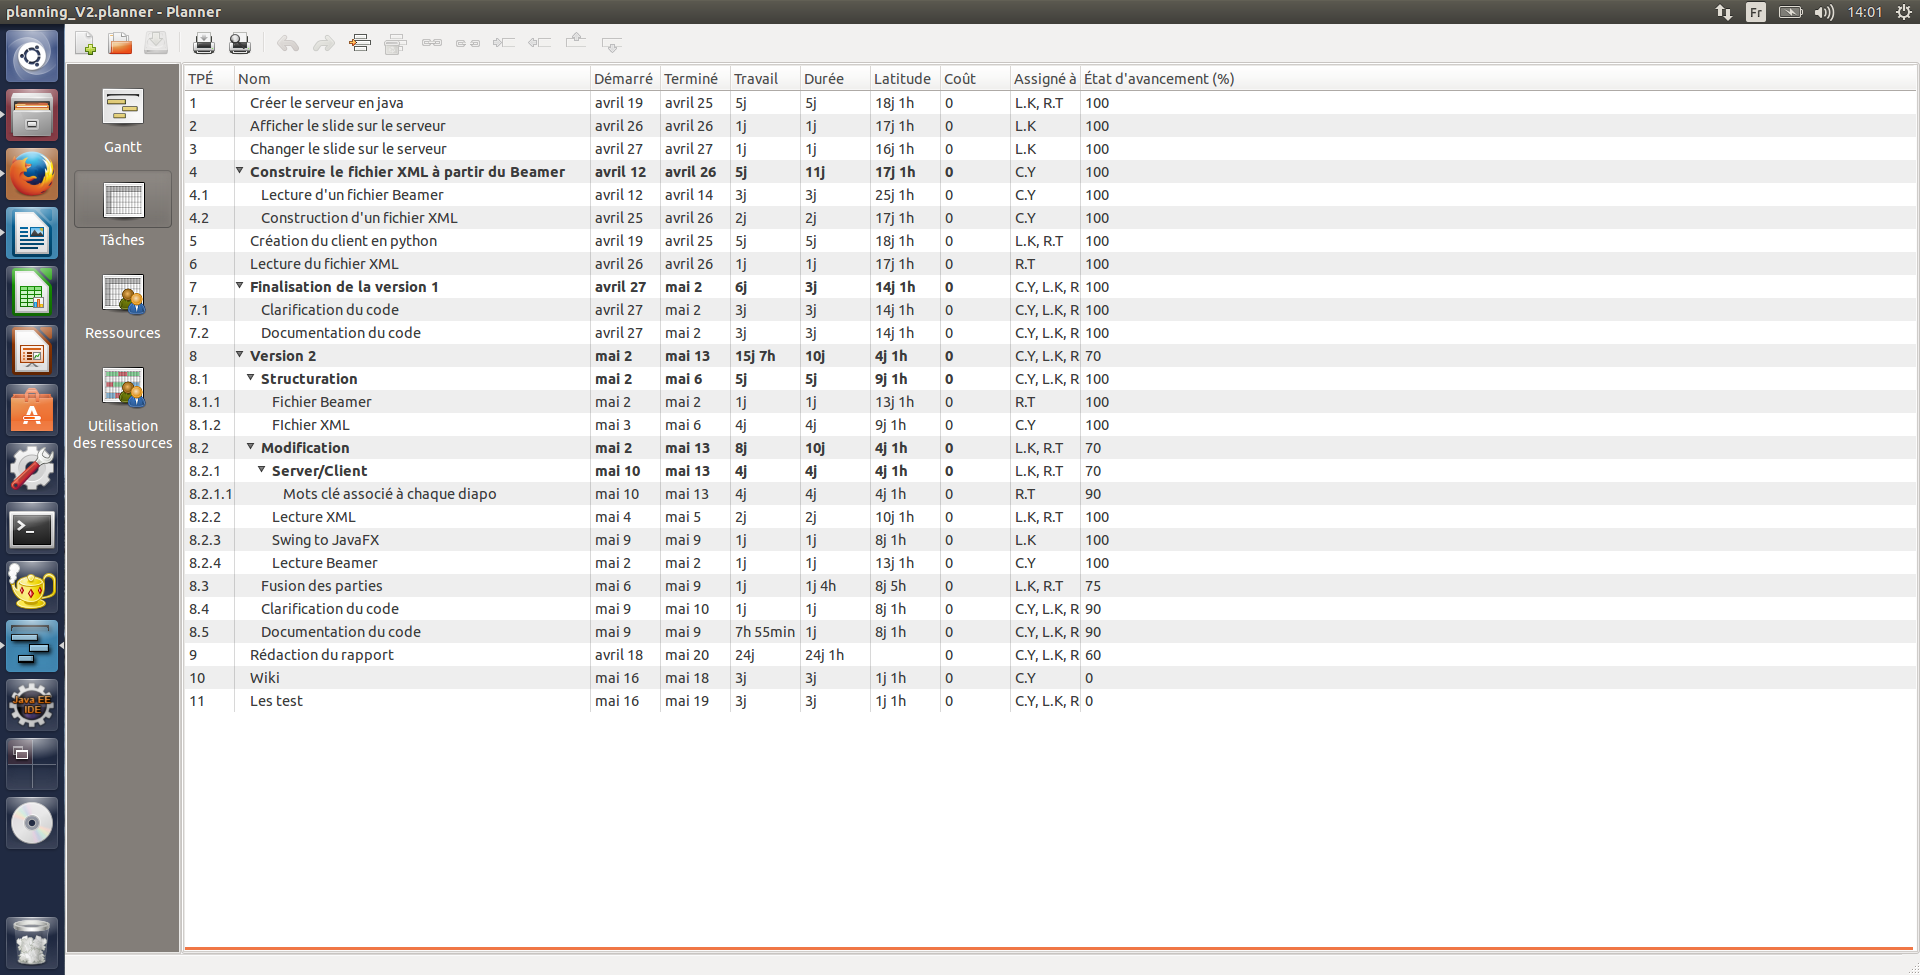 planning_V2.planner - Planner
Fr 14:01
TPÉ Nom Démarré Terminé Travail Durée Latitude Coût Assigné à État d'avancement (%)
1 Créer le serveur en java avril 19 avril 25 5j 5j 18j 1h 0 L.K, R.T 100
2 Afficher le slide sur le serveur avril 26 avril 26 1j 1j 17j 1h 0 L.K 100
3 Changer le slide sur le serveur avril 27 avril 27 1j 1j 16j 1h 0 L.K 100
4 Construire le fichier XML à partir du Beamer avril 12 avril 26 5j 11j 17j 1h 0 C.Y 100
4.1 Lecture d'un fichier Beamer avril 12 avril 14 3j 3j 25j 1h 0 C.Y 100
4.2 Construction d'un fichier XML avril 25 avril 26 2j 2j 17j 1h 0 C.Y 100
5 Création du client en python avril 19 avril 25 5j 5j 18j 1h 0 L.K, R.T 100
6 Lecture du fichier XML avril 26 avril 26 1j 1j 17j 1h 0 R.T 100
7 Finalisation de la version 1 avril 27 mai 2 6j 3j 14j 1h 0 C.Y, L.K, R 100
7.1 Clarification du code avril 27 mai 2 3j 3j 14j 1h 0 C.Y, L.K, R 100
7.2 Documentation du code avril 27 mai 2 3j 3j 14j 1h 0 C.Y, L.K, R 100
8 Version 2 mai 2 mai 13 15j 7h 10j 4j 1h 0 C.Y, L.K, R 70
8.1 Structuration mai 2 mai 6 5j 5j 9j 1h 0 C.Y, L.K, R 100
8.1.1 Fichier Beamer mai 2 mai 2 1j 1j 13j 1h 0 R.T 100
8.1.2 FIchier XML mai 3 mai 6 4j 4j 9j 1h 0 C.Y 100
8.2 Modification mai 2 mai 13 8j 10j 4j 1h 0 L.K, R.T 70
8.2.1 Server/Client mai 10 mai 13 4j 4j 4j 1h 0 L.K, R.T 70
8.2.1.1 Mots clé associé à chaque diapo mai 10 mai 13 4j 4j 4j 1h 0 R.T 90
8.2.2 Lecture XML mai 4 mai 5 2j 2j 10j 1h 0 L.K, R.T 100
8.2.3 Swing to JavaFX mai 9 mai 9 1j 1j 8j 1h 0 L.K 100
8.2.4 Lecture Beamer mai 2 mai 2 1j 1j 13j 1h 0 C.Y 100
8.3 Fusion des parties mai 6 mai 9 1j 1j 4h 8j 5h 0 L.K, R.T 75
8.4 Clarification du code mai 9 mai 10 1j 1j 8j 1h 0 C.Y, L.K, R 90
8.5 Documentation du code mai 9 mai 9 7h 55min 1j 8j 1h 0 C.Y, L.K, R 90
9 Rédaction du rapport avril 18 mai 20 24j 24j 1h 0 C.Y, L.K, R 60
10 Wiki mai 16 mai 18 3j 3j 1j 1h 0 C.Y 0
11 Les test mai 16 mai 19 3j 3j 1j 1h 0 C.Y, L.K, R 0
Gantt
Tâches
Ressources
Utilisation
des ressources
Java EE
IDE